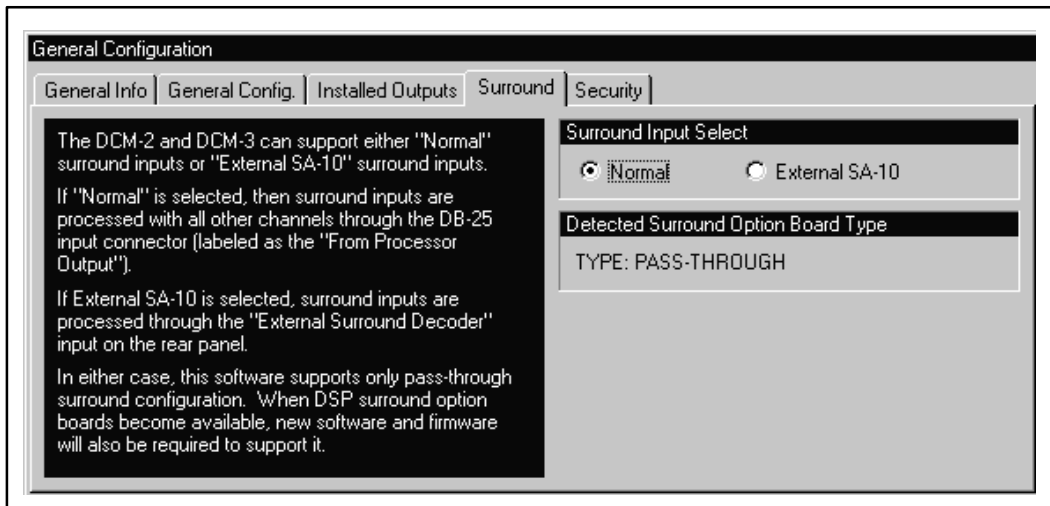 General Configuration
General Info General Config. Installed Outputs Surround Security
The DCM-2 and DCM-3 can support either "Normal"
surround inputs or "External SA-10" surround inputs.
If "Normal" is selected, then surround inputs are
processed with all other channels through the DB-25
input connector (labeled as the "From Processor
Output").
If External SA-10 is selected, surround inputs are
processed through the "External Surround Decoder"
input on the rear panel.
In either case, this software supports only pass-through
surround configuration. When DSP surround option
boards become available, new software and firmware
will also be required to support it.
Surround Input Select
Normal External SA-10
Detected Surround Option Board Type
TYPE: PASS-THROUGH